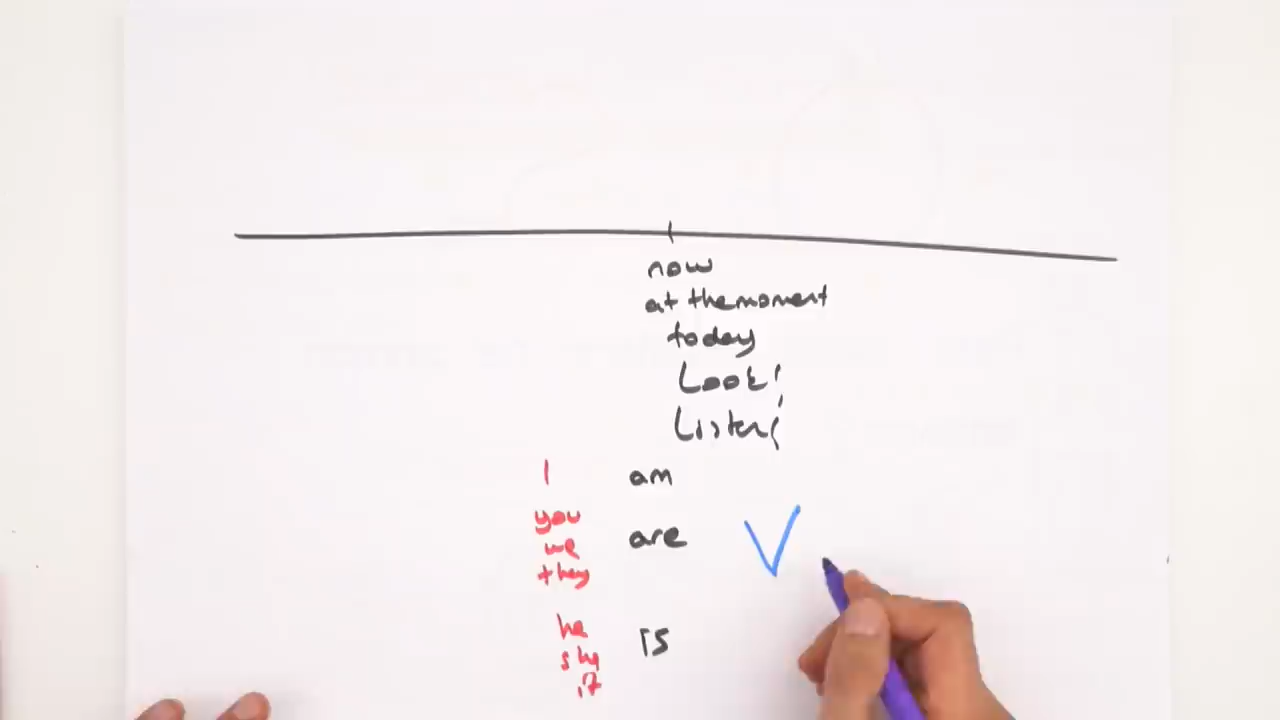 now
at the moment
today
Look!
Listen!
I am
you
we are V
they
he
she is
it